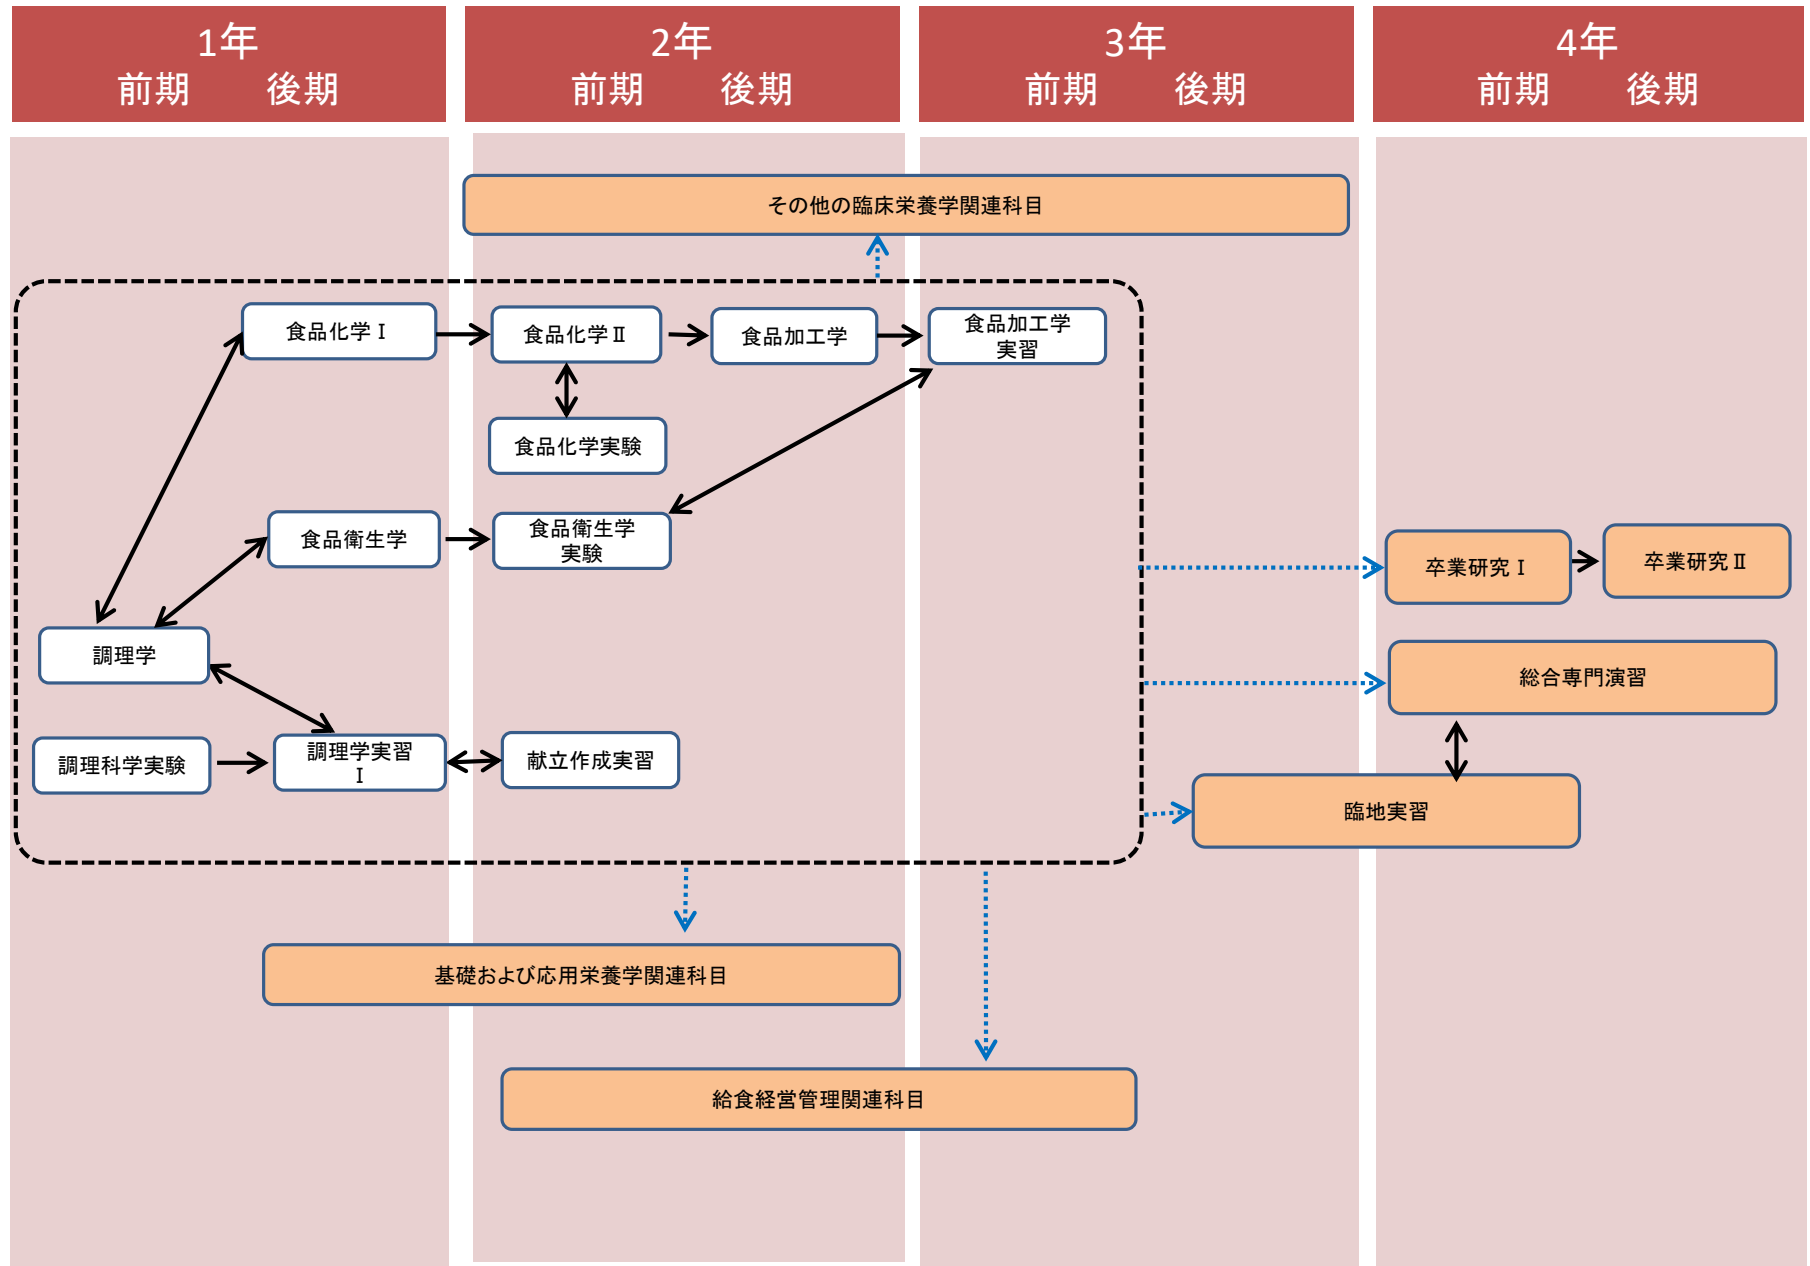 1年
前期 後期
2年
前期 後期
3年
前期 後期
4年
前期 後期
その他の臨床栄養学関連科目
食品化学Ⅰ
食品化学Ⅱ
食品加工学
食品加工学
実習
食品化学実験
食品衛生学
食品衛生学
実験
卒業研究Ⅰ
卒業研究Ⅱ
調理学
総合専門演習
調理科学実験
調理学実習
Ⅰ
献立作成実習
臨地実習
基礎および応用栄養学関連科目
給食経営管理関連科目